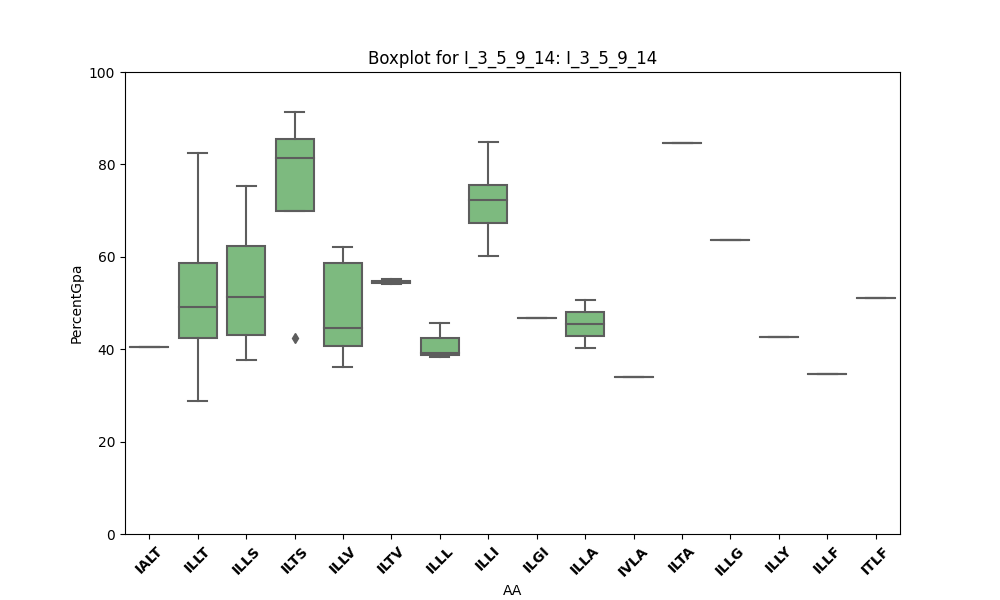 Boxplot for I_3_5_9_14: I_3_5_9_14
100
80
60
40
20
0
PercentGpa
IALT
ILLT
ILLS
ILTS
ILLV
ILTV
ILLL
ILLI
ILGI
ILLA
IVLA
ILTA
ILLG
ILLY
ILLF
ITLF
AA